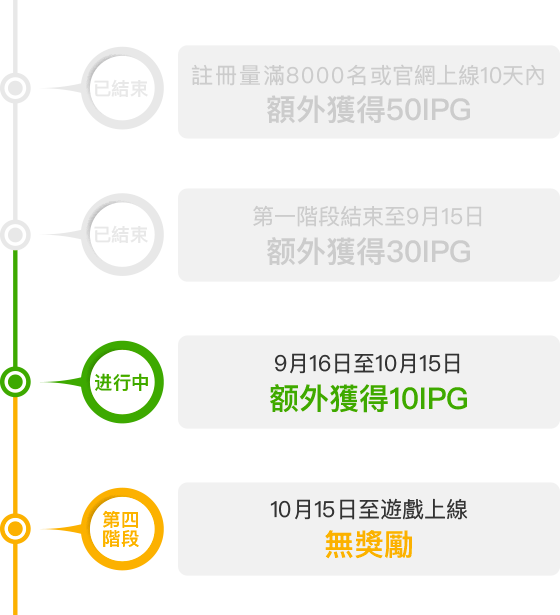 已結束
註冊量滿8000名或官網上線10天內
額外獲得50IPG
已結束
第一階段結束至9月15日
额外獲得30IPG
进行中
9月16日至10月15日
额外獲得10IPG
第四
階段
10月15日至遊戲上線
無獎勵